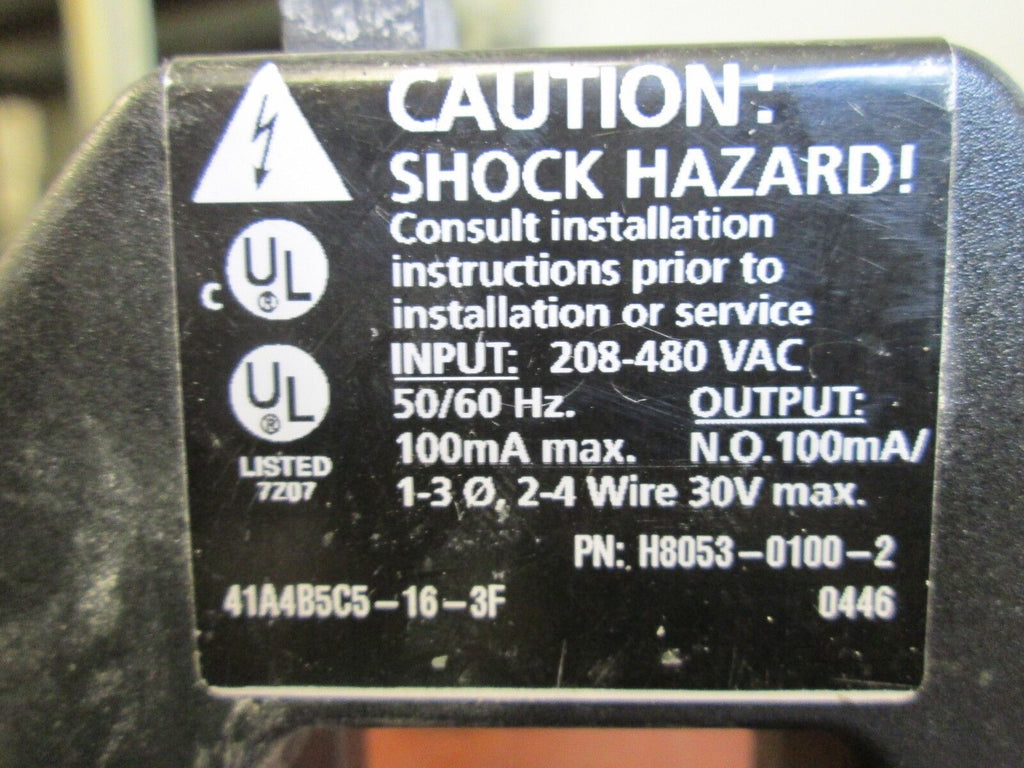 CAUTION:
SHOCK HAZARD!
Consult installation
instructions prior to
installation or service
INPUT: 208-480 VAC
50/60 Hz. OUTPUT:
100mA max. N.O. 100mA/
1-3 Ø, 2-4 Wire 30V max.
C UL
UL ®
LISTED
7Z07
PN: H8053-0100-2
41A4B5C5-16-3F 0446